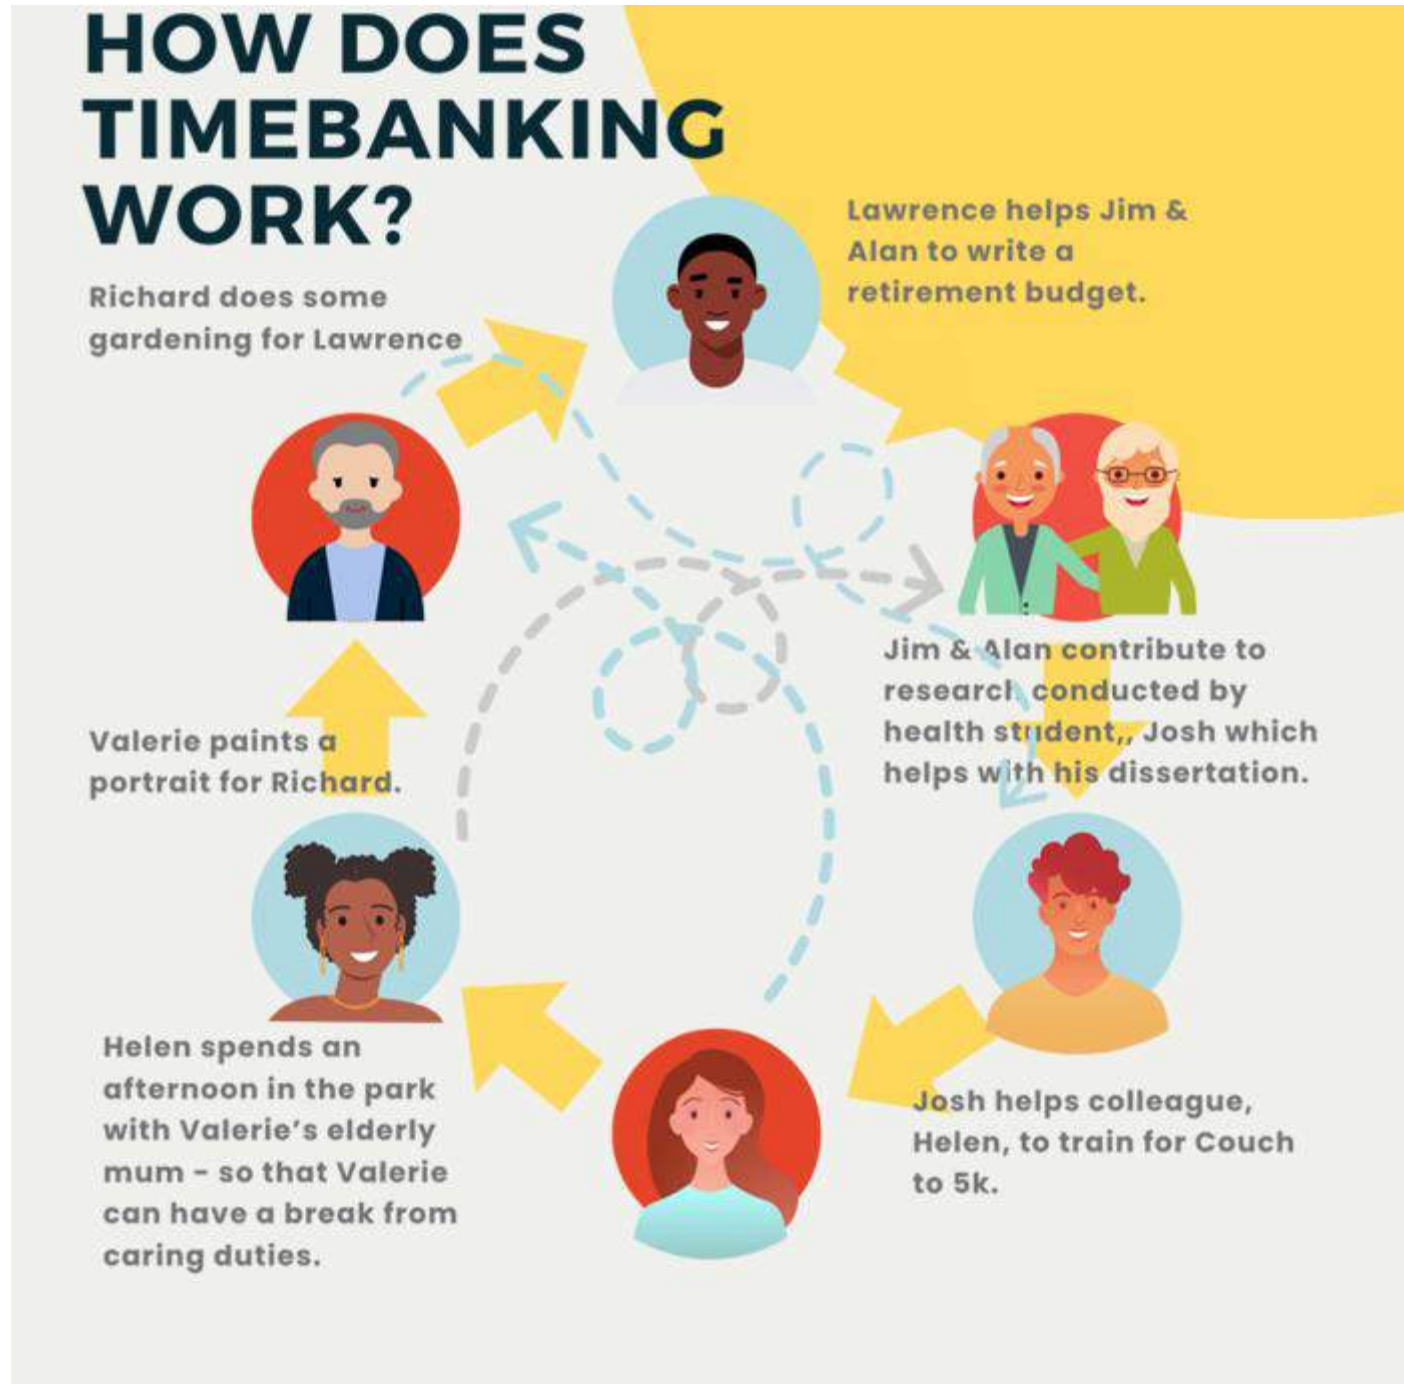 HOW DOES
TIMEBANKING
WORK?
Richard does some
gardening for Lawrence
Lawrence helps Jim &
Alan to write a
retirement budget.
Jim & Alan contribute to
research conducted by
health student,, Josh which
helps with his dissertation.
Valerie paints a
portrait for Richard.
Helen spends an
afternoon in the park
with Valerie's elderly
mum - so that Valerie
can have a break from
caring duties.
Josh helps colleague,
Helen, to train for Couch
to 5k.